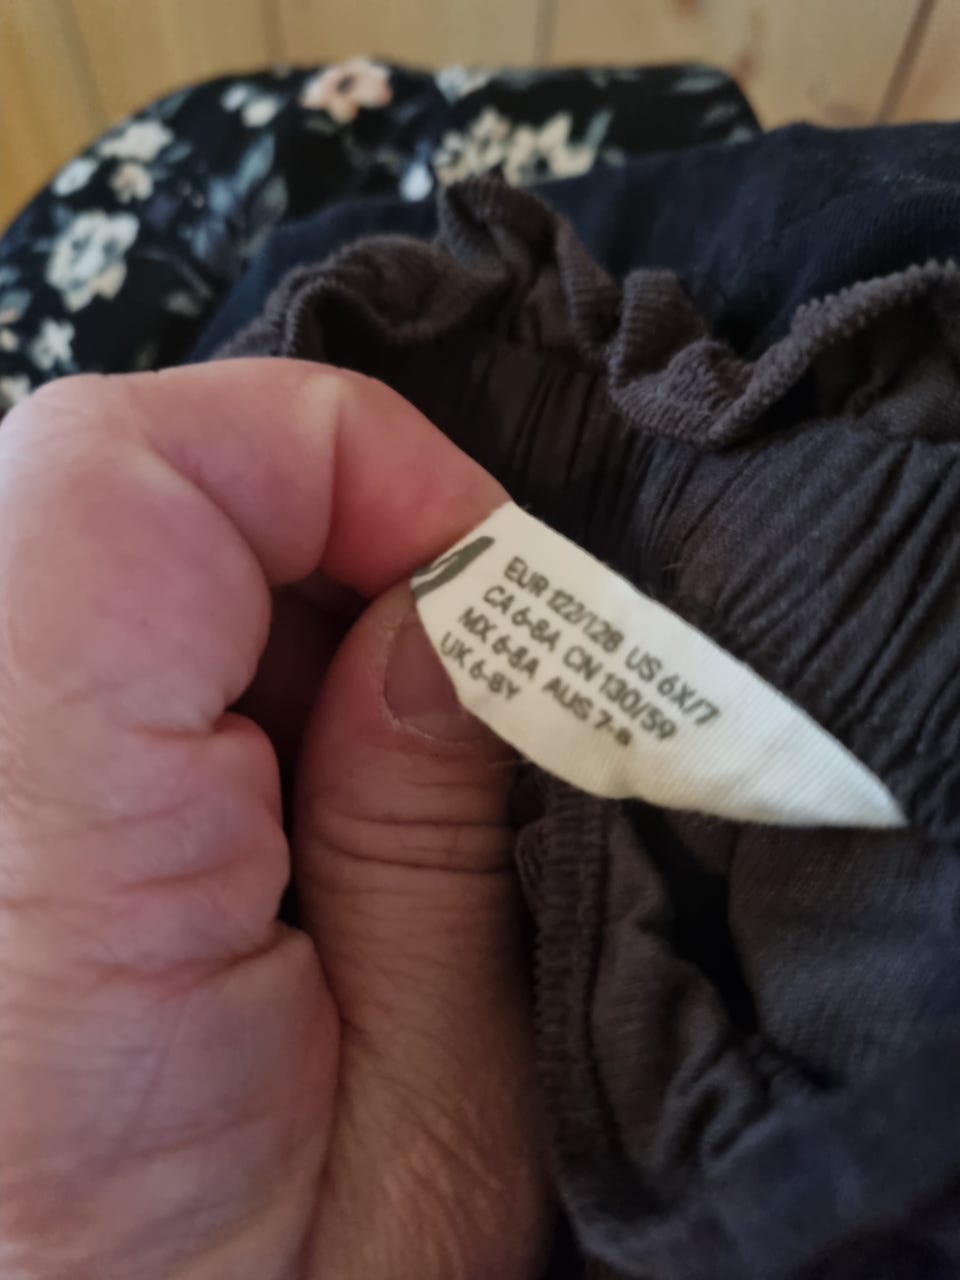 EUR 122/128 US 6X/7
CA 6-8A CN 130/59
MX 6-8A AUS 7-8
UK 6-8Y